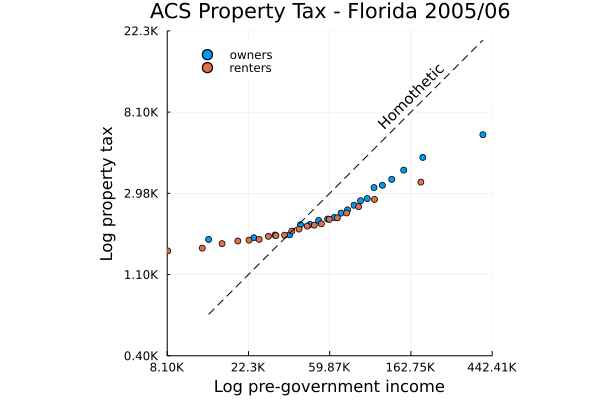 ACS Property Tax - Florida 2005/06
22.3K
owners
renters
Homothetic
8.10K
Log property tax
2.98K
1.10K
0.40K
8.10K 22.3K 59.87K 162.75K 442.41K
Log pre-government income